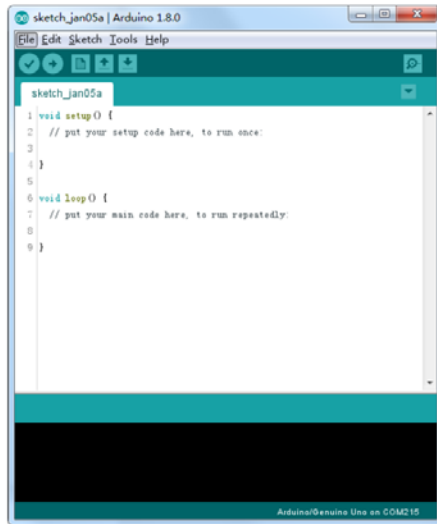 sketch_jan05a | Arduino 1.8.0
File Edit Sketch Tools Help
sketch_jan05a
1 void setup() {
2 // put your setup code here, to run once:
3
4 }
5
6 void loop() {
7 // put your main code here, to run repeatedly:
8
9 }
Arduino/Genuino Uno on COM215